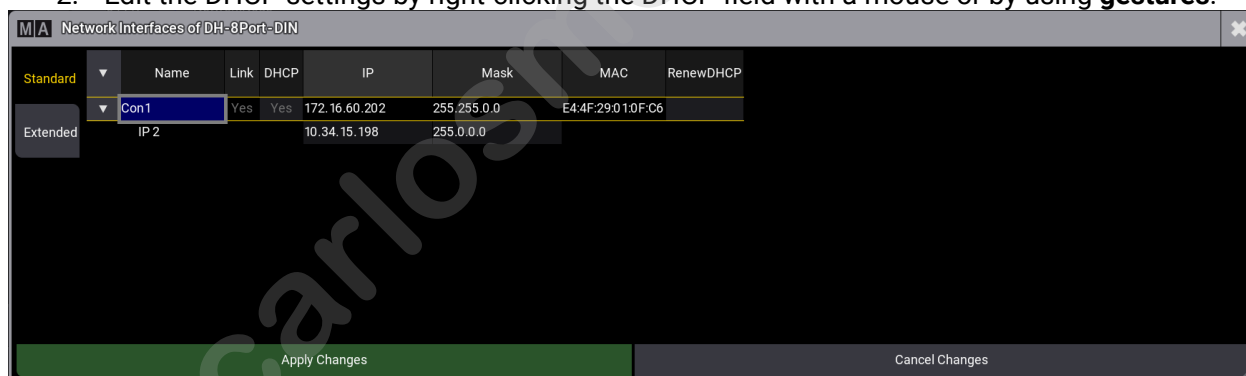 2. Edit the DHCP settings by right-clicking the DHCP field with a mouse or by using gestures.
MA Network Interfaces of DH-8Port-DIN
Standard Name Link DHCP IP Mask MAC RenewDHCP
Con1 Yes Yes 172.16.60.202 255.255.0.0 E4:4F:29:01:0F:C6
Extended IP 2 10.34.15.198 255.0.0.0
Apply Changes Cancel Changes
carlosm